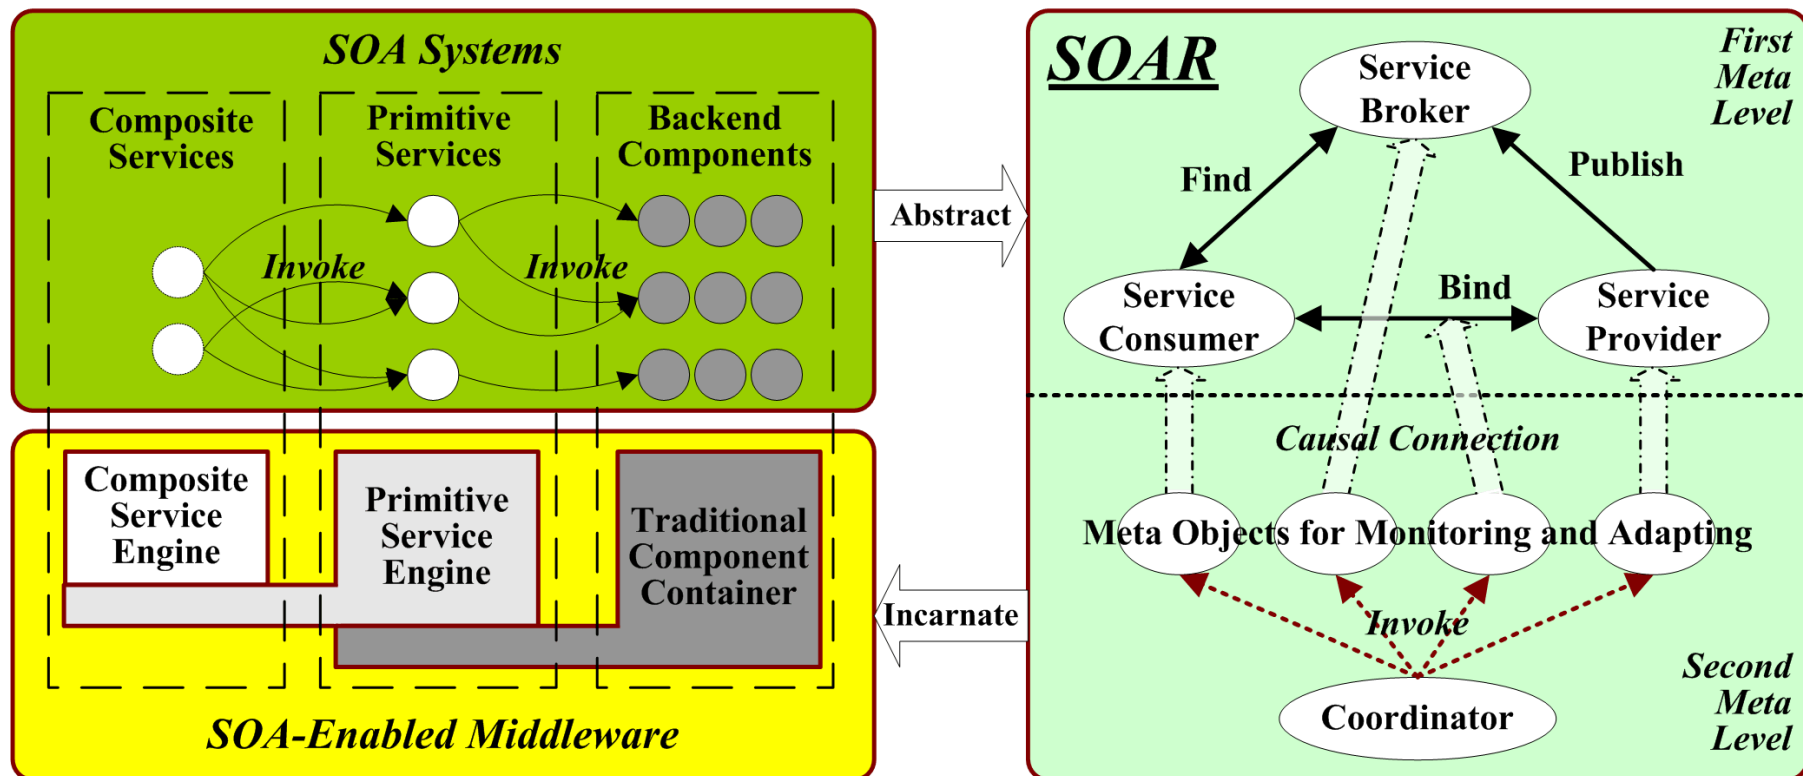 SOA Systems
Composite
Services
Primitive
Services
Backend
Components
Invoke
Invoke
Composite
Service
Engine
Primitive
Service
Engine
Traditional
Component
Container
SOA-Enabled Middleware
Abstract
Incarnate
SOAR
First
Meta
Level
Service
Broker
Find
Publish
Service
Consumer
Bind
Service
Provider
Causal Connection
Meta Objects for Monitoring and Adapting
Invoke
Coordinator
Second
Meta
Level